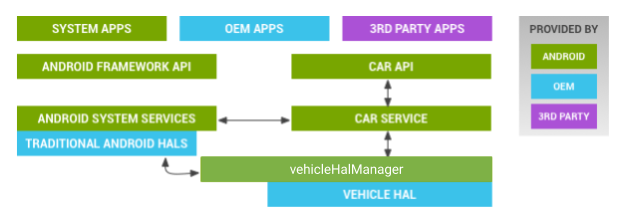 SYSTEM APPS
OEM APPS
3RD PARTY APPS
PROVIDED BY
ANDROID
OEM
3RD PARTY
ANDROID FRAMEWORK API
CAR API
ANDROID SYSTEM SERVICES
CAR SERVICE
TRADITIONAL ANDROID HALS
vehicleHalManager
VEHICLE HAL